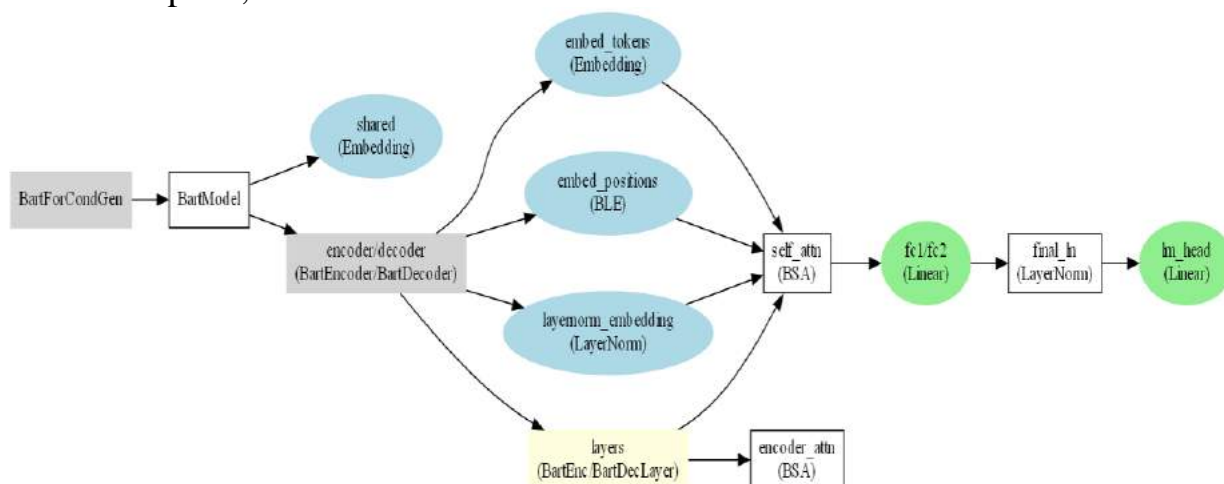 embed_tokens
(Embedding)
shared
(Embedding)
BartForCondGen
BartModel
embed_positions
(BLE)
encoder/decoder
(BartEncoder/BartDecoder)
self_attn
(BSA)
fc1/fc2
(Linear)
final_ln
(LayerNorm)
lm_head
(Linear)
layernorm_embedding
(LayerNorm)
layers
(BartEnc/BartDecLayer)
encoder_attn
(BSA)